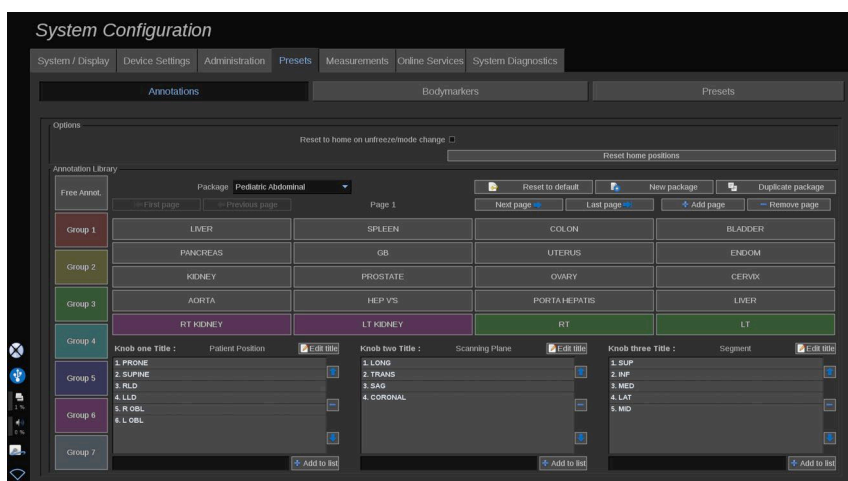 System Configuration
System / Display Device Settings Administration Presets Measurements Online Services System Diagnostics
Annotations Bodymarkers Presets
Options
Reset to home on unfreeze/mode change
Reset home positions
Annotation Library
Free Annot. Package Pediatric Abdominal Reset to default New package Duplicate package
First page Previous page Page 1 Next page Last page Add page Remove page
Group 1 LIVER SPLEEN COLON BLADDER
PANCREAS GB UTERUS ENDOM
Group 2
KIDNEY PROSTATE OVARY CERVIX
Group 3 AORTA HEP V'S PORTA HEPATIS LIVER
RT KIDNEY LT KIDNEY RT LT
Group 4
Knob one Title : Patient Position Edit title Knob two Title : Scanning Plane Edit title Knob three Title : Segment Edit title
1. PRONE 1. LONG 1. SUP
Group 5 2. SUPINE 2. TRANS 2. INF
3. RLD 3. SAG 3. MED
4. LLD 4. CORONAL 4. LAT
1 %
Group 6 5. R OBL 5. MID
6. L OBL
0 %
Group 7
Add to list Add to list Add to list